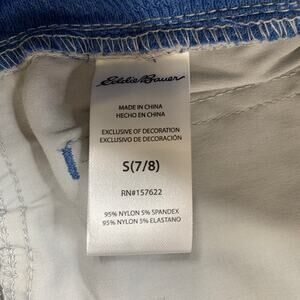 Eddie Bauer
MADE IN CHINA
HECHO EN CHINA
EXCLUSIVE OF DECORATION
EXCLUSIVO DE DECORACIÓN
S(7/8)
RN#157622
95% NYLON 5% SPANDEX
95% NYLON 5% ELASTANO